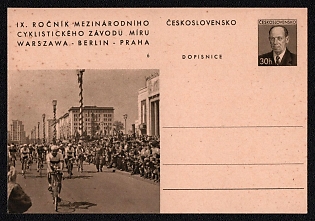 IX. ROČNÍK MEZINÁRODNÍHO
CYKLISTICKÉHO ZÁVODU MÍRU
WARSZAWA - BERLIN - PRAHA
ČESKOSLOVENSKO
DOPISNICE
30h